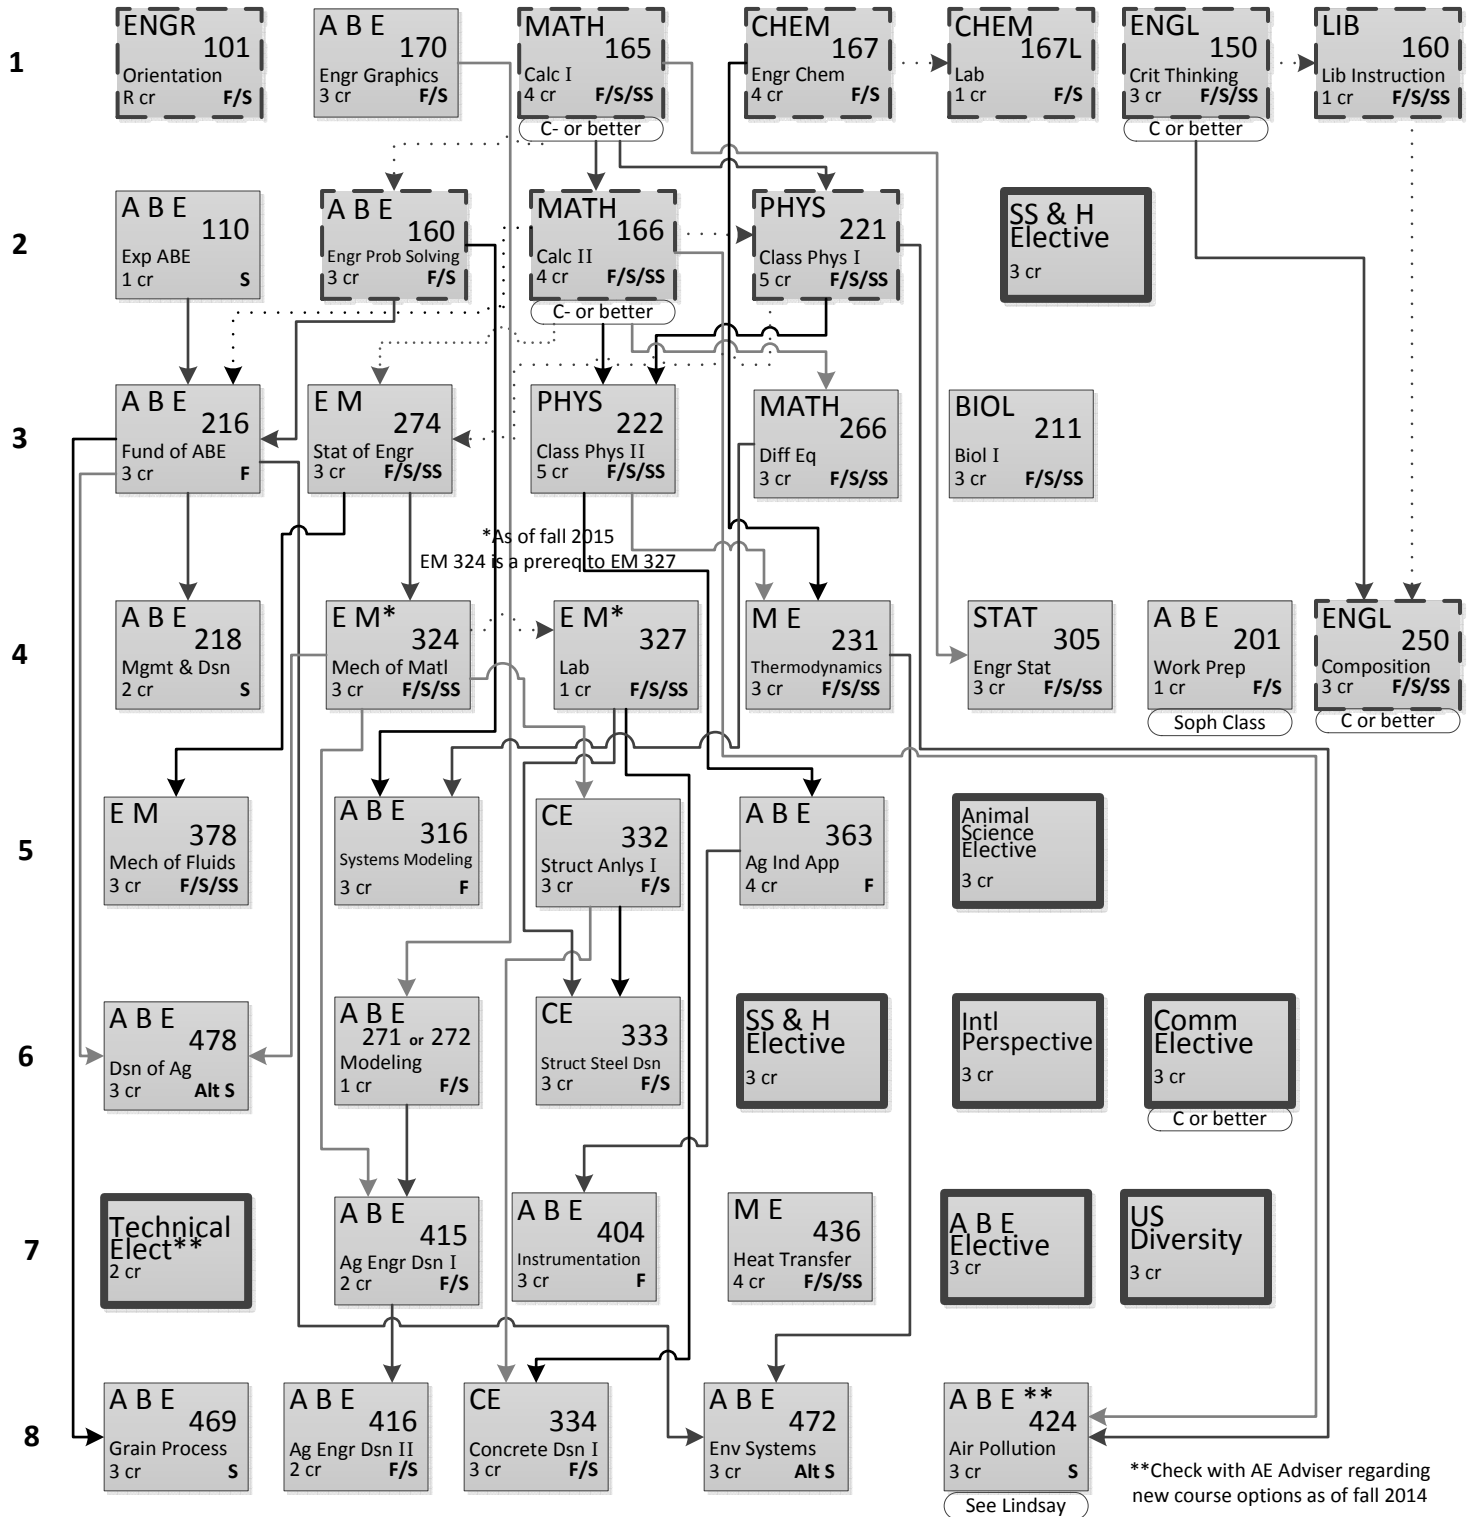 1
ENGR
101
Orientation
R cr F/S
A B E
170
Engr Graphics
3 cr F/S
MATH
165
Calc I
4 cr F/S/SS
C- or better
CHEM
167
Engr Chem
4 cr F/S
CHEM
167L
Lab
1 cr F/S
ENGL
150
Crit Thinking
3 cr F/S/SS
C or better
LIB
160
Lib Instruction
1 cr F/S/SS
2
A B E
110
Exp ABE
1 cr S
A B E
160
Engr Prob Solving
3 cr F/S
MATH
166
Calc II
4 cr F/S/SS
C- or better
PHYS
221
Class Phys I
5 cr F/S/SS
SS & H
Elective
3 cr
3
A B E
216
Fund of ABE
3 cr F
E M
274
Stat of Engr
3 cr F/S/SS
PHYS
222
Class Phys II
5 cr F/S/SS
MATH
266
Diff Eq
3 cr F/S/SS
BIOL
211
Biol I
3 cr F/S/SS
*As of fall 2015
EM 324 is a prereq to EM 327
4
A B E
218
Mgmt & Dsn
2 cr S
E M*
324
Mech of Matl
3 cr F/S/SS
E M*
327
Lab
1 cr F/S/SS
M E
231
Thermodynamics
3 cr F/S/SS
STAT
305
Engr Stat
3 cr F/S/SS
A B E
201
Work Prep
1 cr F/S
Soph Class
ENGL
250
Composition
3 cr F/S/SS
C or better
5
E M
378
Mech of Fluids
3 cr F/S/SS
A B E
316
Systems Modeling
3 cr F
CE
332
Struct Anlys I
3 cr F/S
A B E
363
Ag Ind App
4 cr F
Animal
Science
Elective
3 cr
6
A B E
478
Dsn of Ag
3 cr Alt S
A B E
271 or 272
Modeling
1 cr F/S
CE
333
Struct Steel Dsn
3 cr F/S
SS & H
Elective
3 cr
Intl
Perspective
3 cr
Comm
Elective
3 cr
C or better
7
Technical
Elect**
2 cr
A B E
415
Ag Engr Dsn I
2 cr F/S
A B E
404
Instrumentation
3 cr F
M E
436
Heat Transfer
4 cr F/S/SS
A B E
Elective
3 cr
US
Diversity
3 cr
8
A B E
469
Grain Process
3 cr S
A B E
416
Ag Engr Dsn II
2 cr F/S
CE
334
Concrete Dsn I
3 cr F/S
A B E
472
Env Systems
3 cr Alt S
A B E **
424
Air Pollution
3 cr S
See Lindsay
**Check with AE Adviser regarding
new course options as of fall 2014